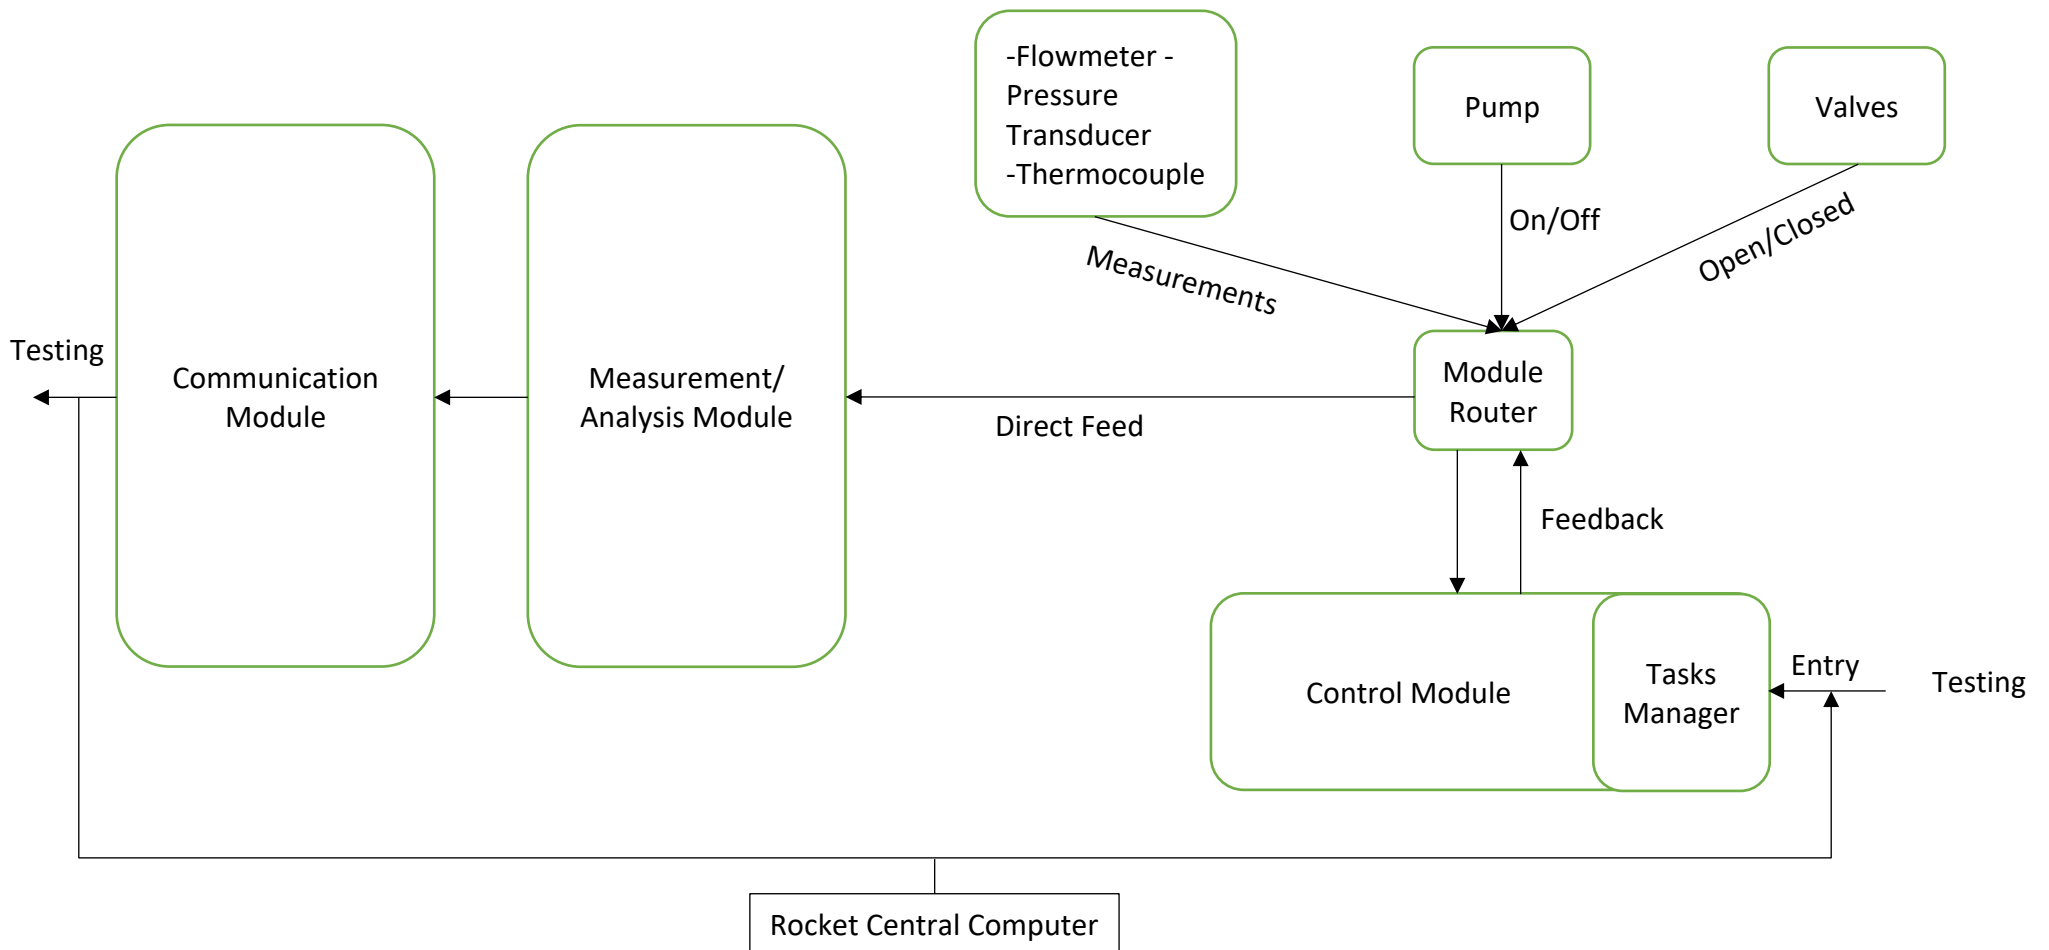 -Flowmeter -
Pressure
Transducer
-Thermocouple
Pump
Valves
On/Off
Open/Closed
Measurements
Testing
Communication
Module
Measurement/
Analysis Module
Direct Feed
Module
Router
Feedback
Control Module
Tasks
Manager
Entry
Testing
Rocket Central Computer